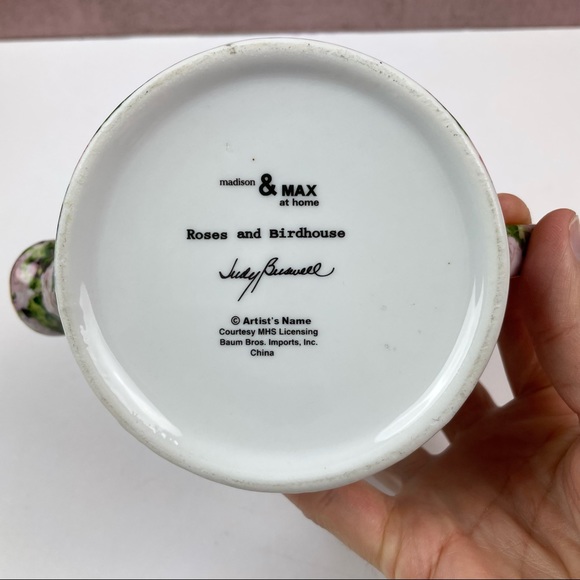 madison & MAX
at home
Roses and Birdhouse
Judy Buswell
© Artist's Name
Courtesy MHS Licensing
Baum Bros. Imports, Inc.
China